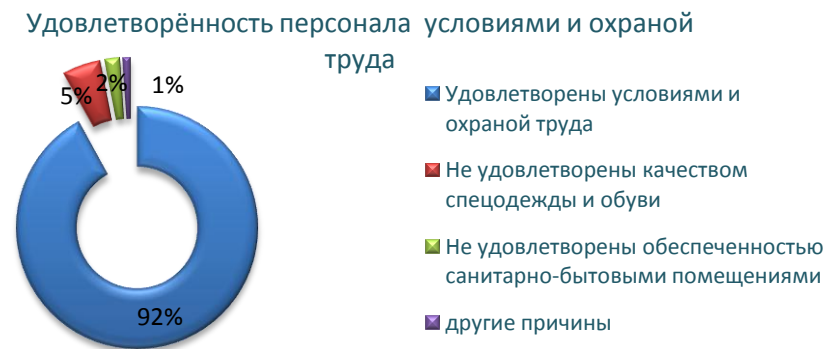 Удовлетворённость персонала условиями и охраной
труда
5%
2%
1%
92%
Удовлетворены условиями и
охраной труда
Не удовлетворены качеством
спецодежды и обуви
Не удовлетворены обеспеченностью
санитарно-бытовыми помещениями
другие причины